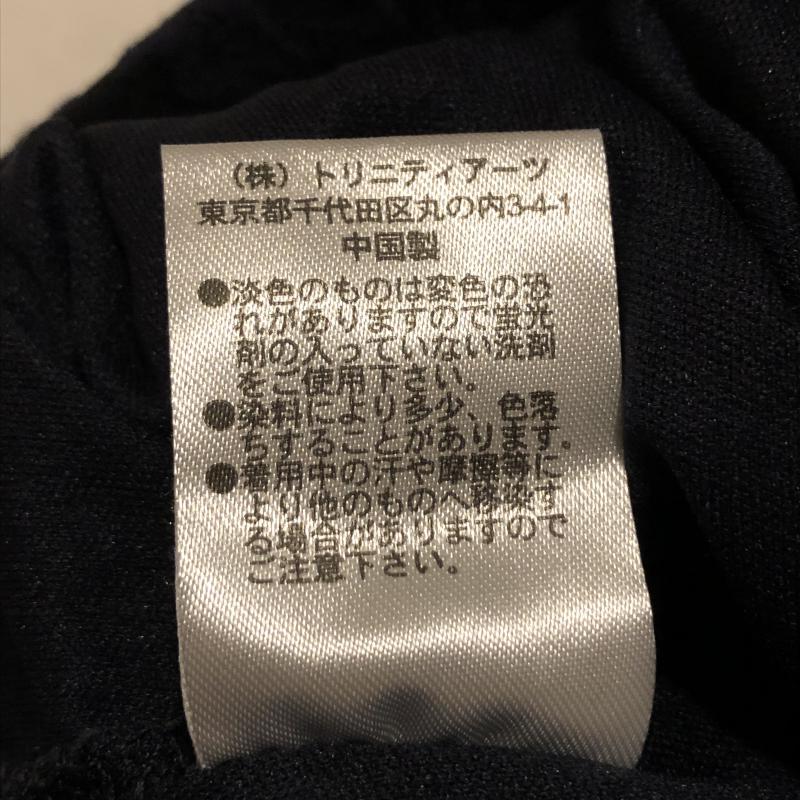 (株)トリニティアーツ
東京都千代田区丸の内3-4-1
中国製
●淡色のものは変色の恐
れがありますので蛍光
剤の入っていない洗剤
をご使用下さい。
●染料により多少、色落
ちすることがあります。
●着用中の汗や摩擦等に
より他のものへ移染す
る場合がありますので
ご注意下さい。